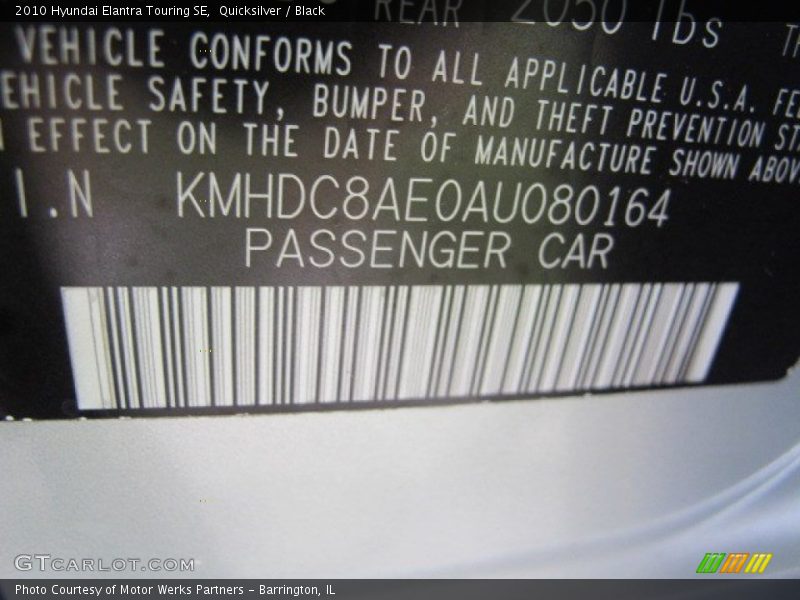 2010 Hyundai Elantra Touring SE,  Quicksilver / Black
REAR 2050 lbs
VEHICLE CONFORMS TO ALL APPLICABLE U.S.A.
VEHICLE SAFETY, BUMPER, AND THEFT PREVENTION
EFFECT ON THE DATE OF MANUFACTURE SHOWN ABOV
I.N KMHDC8AE0AU080164
PASSENGER CAR
GTCARLOT.COM
Photo Courtesy of Motor Werks Partners – Barrington, IL